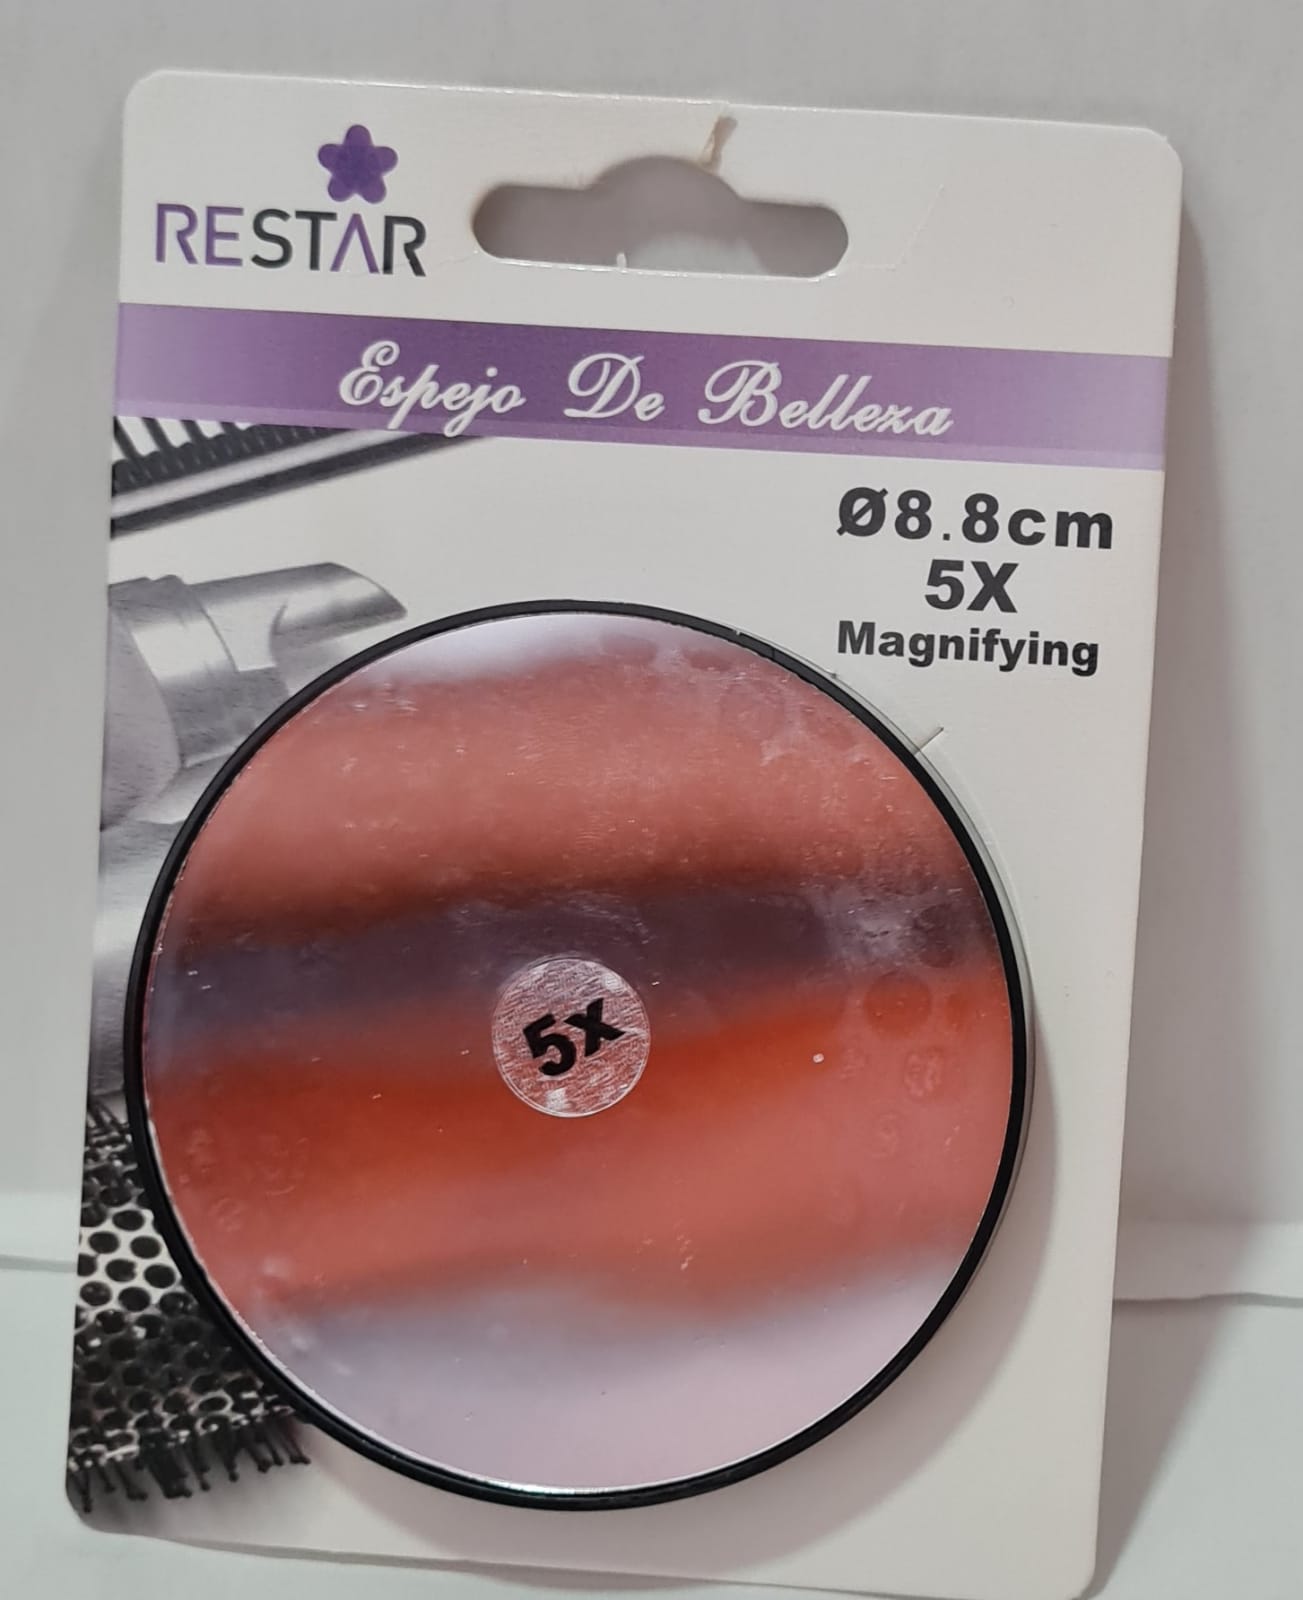 RESTAR
Espejo De Belleza
Ø8.8cm
5X
Magnifying
5x